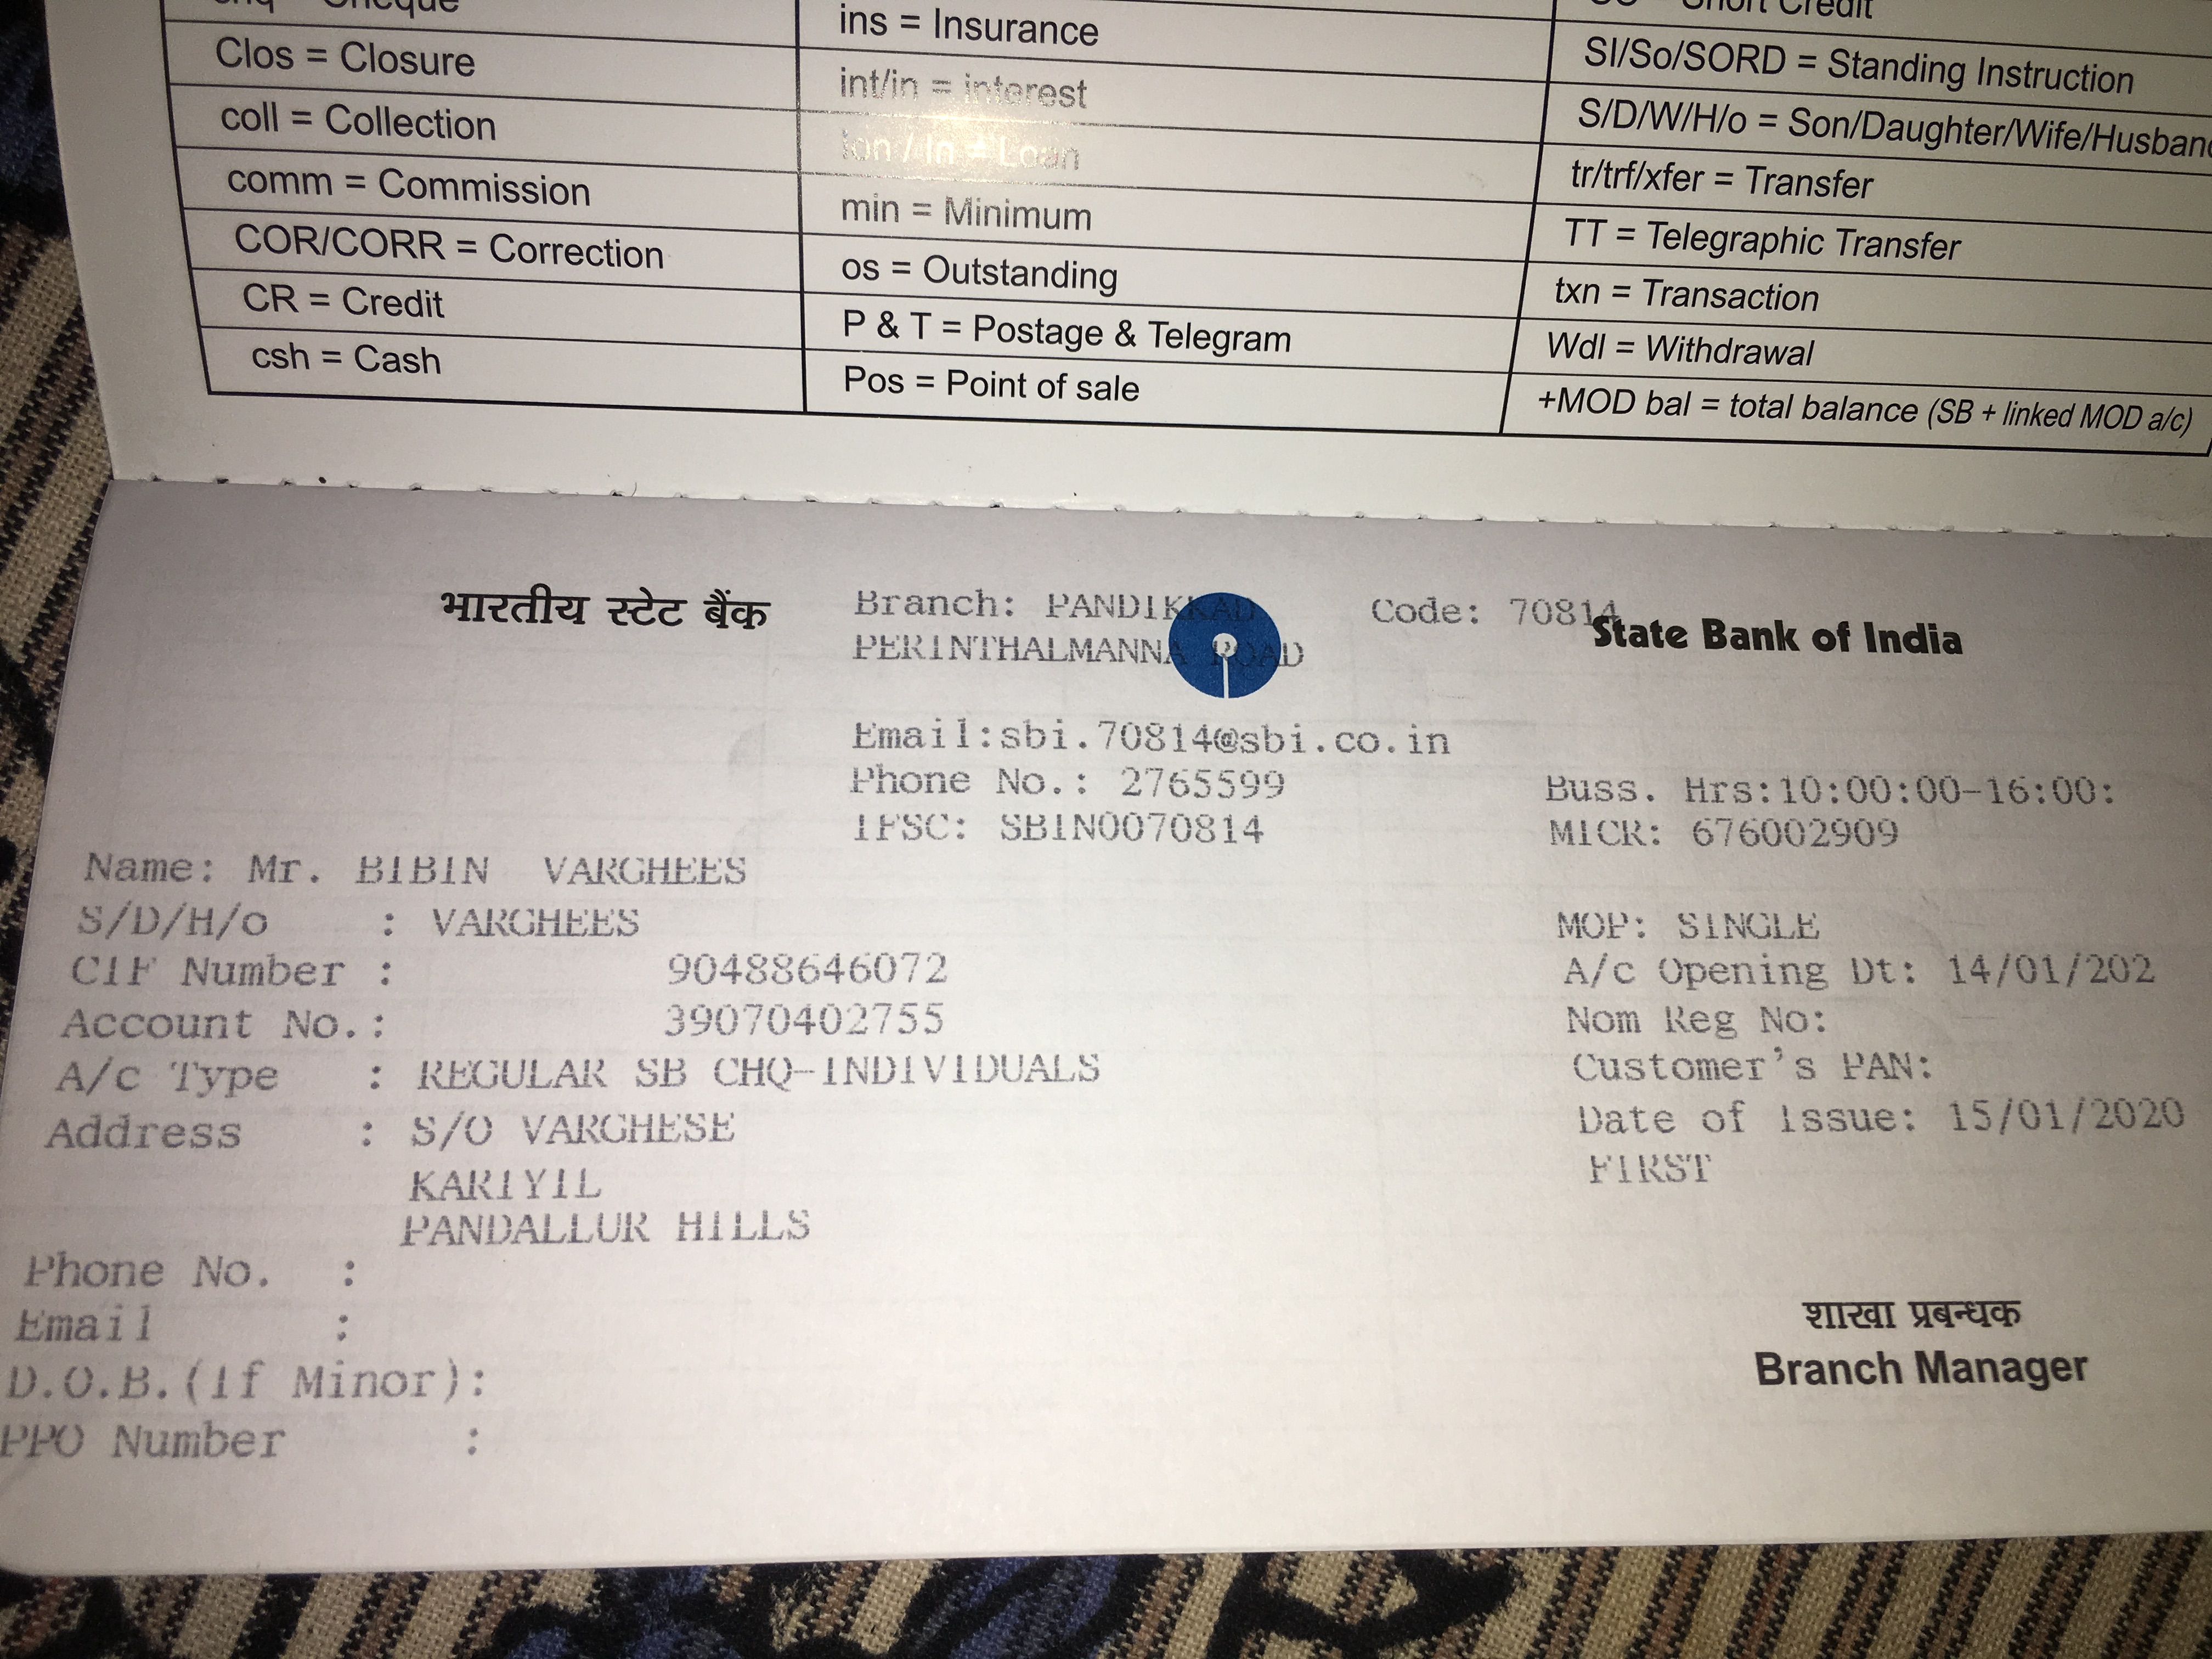 Cheque ins = Insurance SI/So/SORD = Standing Instruction
Clos = Closure int/in = interest S/D/W/H/o = Son/Daughter/Wife/Husband
coll = Collection lon / ln = Loan tr/trf/xfer = Transfer
comm = Commission min = Minimum TT = Telegraphic Transfer
COR/CORR = Correction os = Outstanding txn = Transaction
CR = Credit P & T = Postage & Telegram Wdl = Withdrawal
csh = Cash Pos = Point of sale +MOD bal = total balance (SB + linked MOD a/c)
भारतीय स्टेट बैंक Branch: PANDIKKAD Code: 70814 State Bank of India
PERINTHALMANNA ROAD
Email:sbi.70814@sbi.co.in
Phone No.: 2765599 Buss. Hrs:10:00:00-16:00:
IFSC: SBIN0070814 MICR: 676002909
Name: Mr. BIBIN VARGHEES
S/D/H/o : VARGHEES MOP: SINGLE
CIF Number : 90488646072 A/c Opening Dt: 14/01/202
Account No.: 39070402755 Nom Reg No:
A/c Type : REGULAR SB CHQ-INDIVIDUALS Customer's PAN:
Address : S/O VARGHESE Date of Issue: 15/01/2020
KARIYIL FIRST
PANDALLUR HILLS
Phone No. :
Email : शाखा प्रबन्धक
D.O.B.(If Minor): Branch Manager
PPO Number :